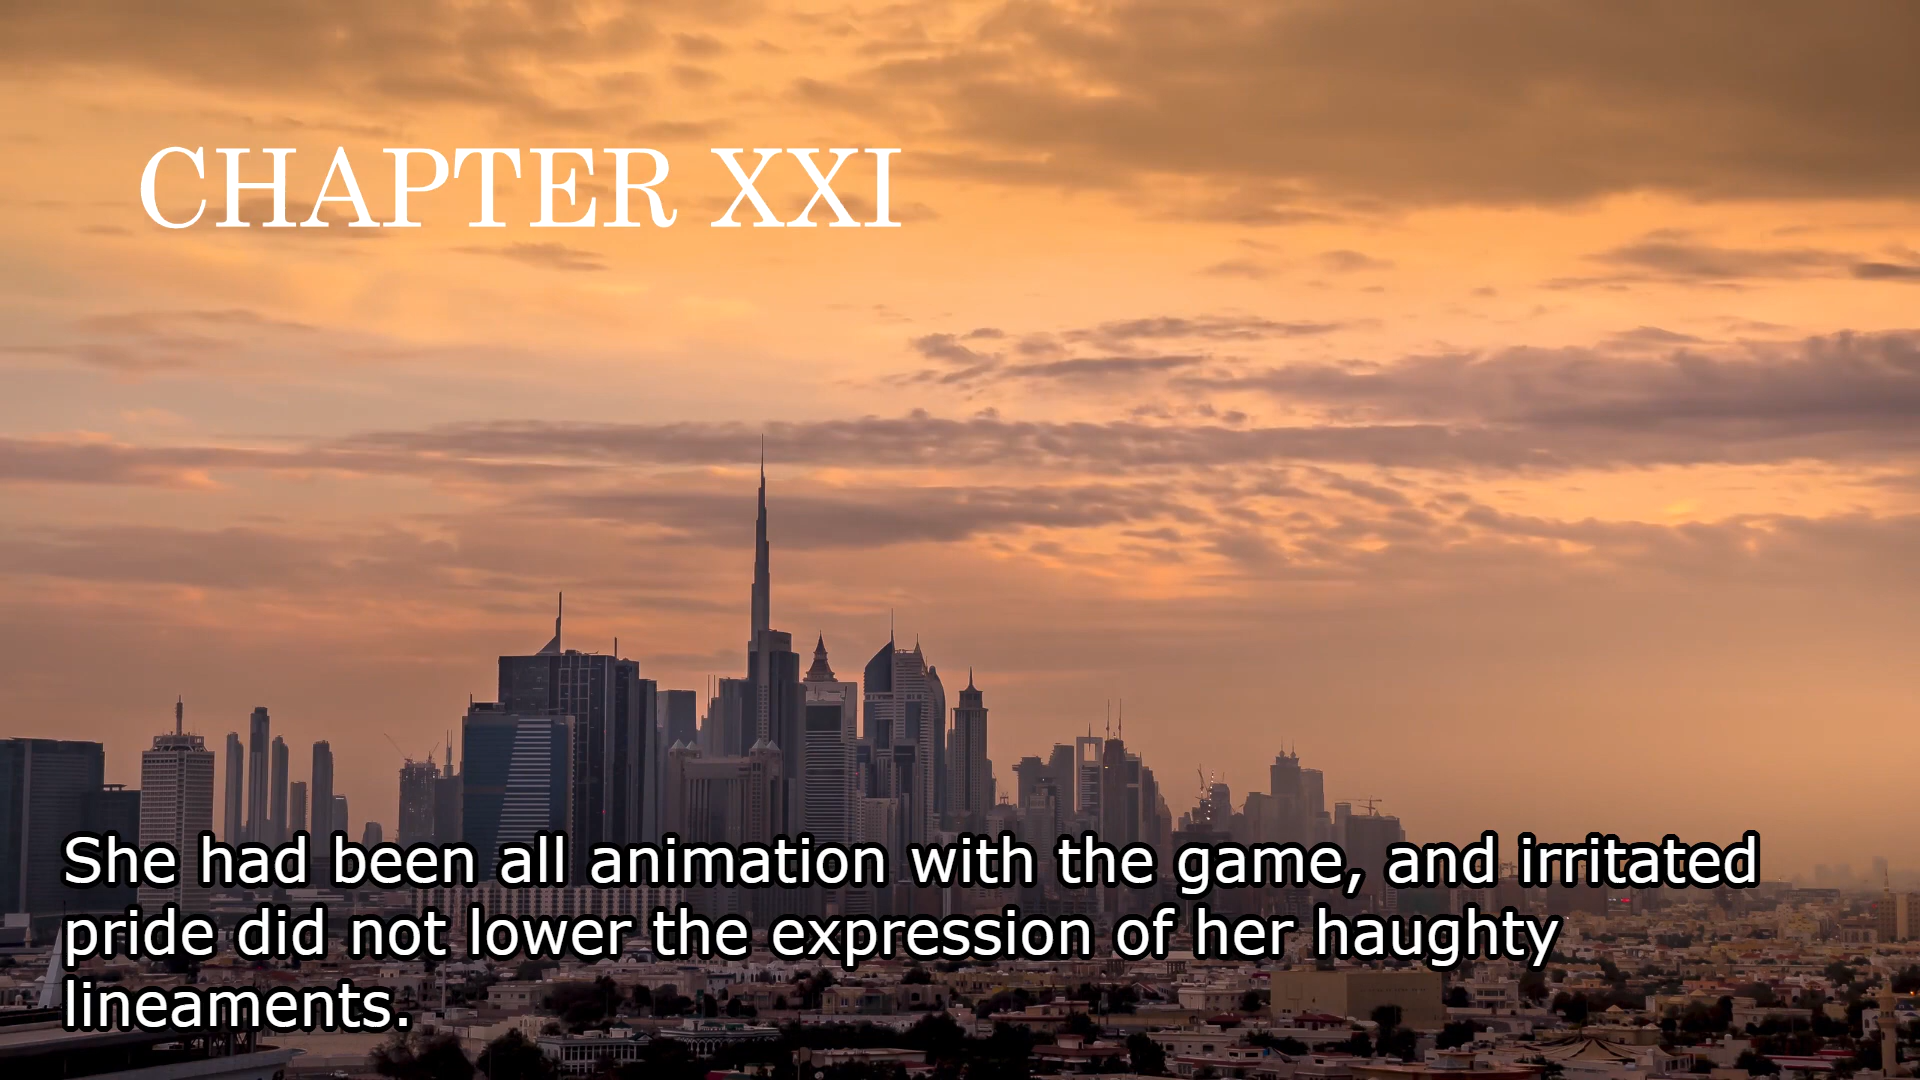 CHAPTER XXI
She had been all animation with the game, and irritated
pride did not lower the expression of her haughty
lineaments.